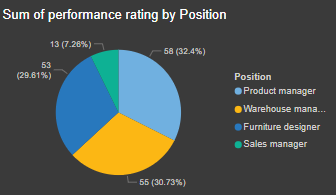 Sum of performance rating by Position
13 (7.26%)
58 (32.4%)
53
(29.61%)
55 (30.73%)
Position
Product manager
Warehouse mana...
Furniture designer
Sales manager